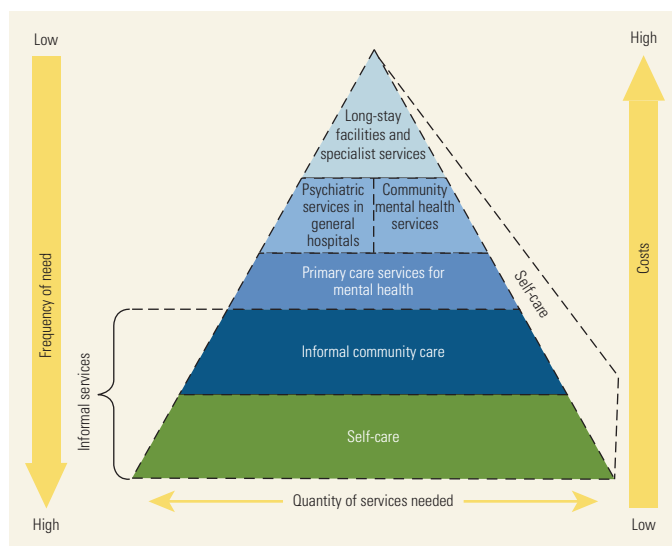 Low
High
Long-stay
facilities and
specialist services
Psychiatric
services in
general
hospitals
Community
mental health
services
Primary care services for
mental health
Self-care
Informal community care
Self-care
Frequency of need
Informal services
Costs
Quantity of services needed
High
Low